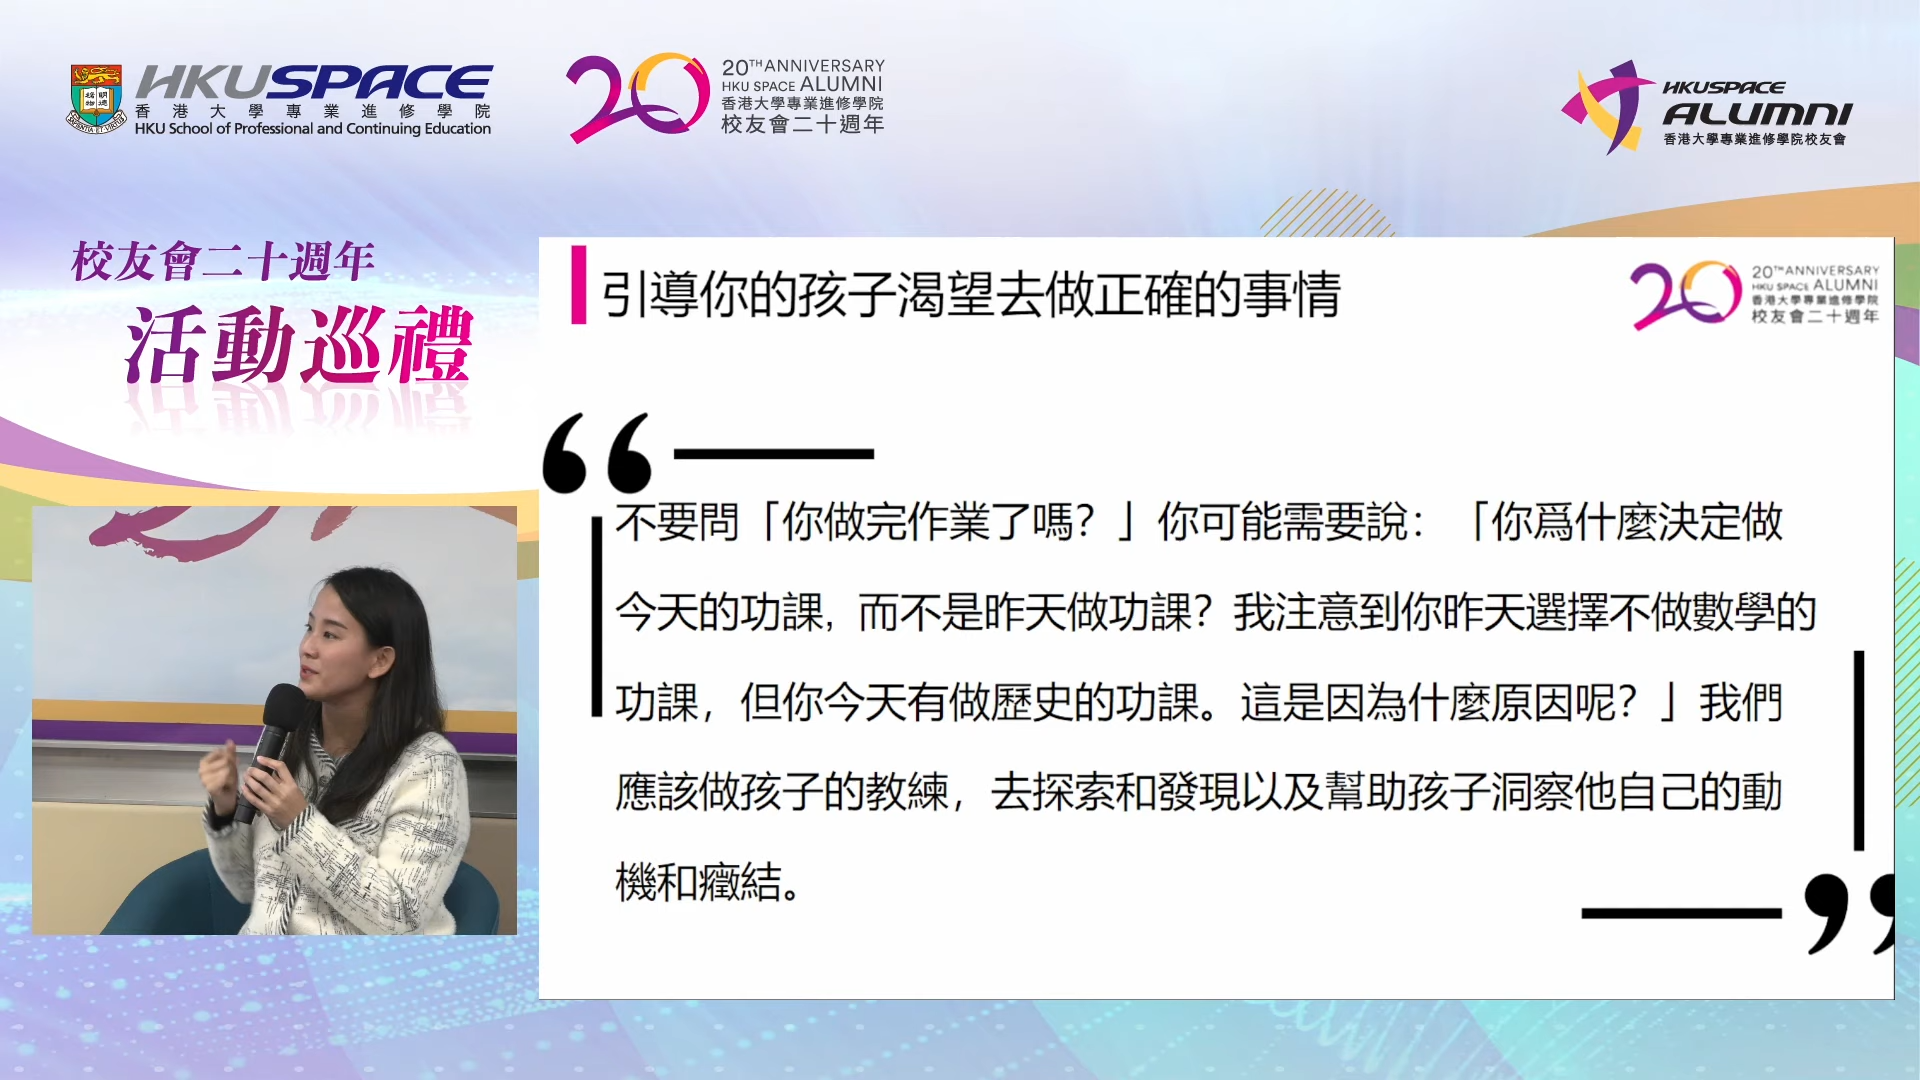 HKUSPACE
香港大學專業進修學院
HKU School of Professional and Continuing Education
20
20TH ANNIVERSARY
HKU SPACE ALUMNI
香港大學專業進修學院
校友會二十週年
HKUSPACE
ALUMNI
香港大學專業進修學院校友會
校友會二十週年
活動巡禮
引導你的孩子渴望去做正確的事情
20
20TH ANNIVERSARY
HKU SPACE ALUMNI
香港大學專業進修學院
校友會二十週年
“
不要問「你做完作業了嗎？」你可能需要說：「你爲什麼決定做
今天的功課，而不是昨天做功課？我注意到你昨天選擇不做數學的
功課，但你今天有做歷史的功課。這是因為什麼原因呢？」我們
應該做孩子的教練，去探索和發現以及幫助孩子洞察他自己的動
機和癥結。
”